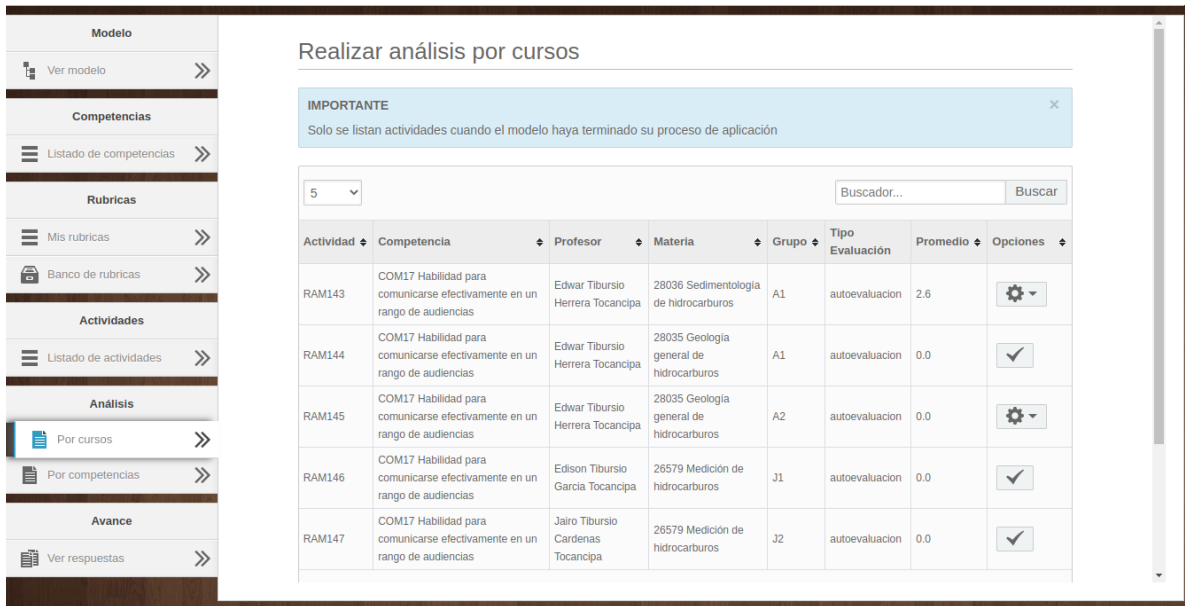 Modelo
Ver modelo
Competencias
Listado de competencias
Rubricas
Mis rubricas
Banco de rubricas
Actividades
Listado de actividades
Análisis
Por cursos
Por competencias
Avance
Ver respuestas
Realizar análisis por cursos
IMPORTANTE ×
Solo se listan actividades cuando el modelo haya terminado su proceso de aplicación
5 Buscador... Buscar
Actividad Competencia Profesor Materia Grupo Tipo Evaluación Promedio Opciones
RAM143 COM17 Habilidad para comunicarse efectivamente en un rango de audiencias Edwar Tibursio Herrera Tocancipa 28036 Sedimentología de hidrocarburos A1 autoevaluacion 2.6
RAM144 COM17 Habilidad para comunicarse efectivamente en un rango de audiencias Edwar Tibursio Herrera Tocancipa 28035 Geología general de hidrocarburos A1 autoevaluacion 0.0
RAM145 COM17 Habilidad para comunicarse efectivamente en un rango de audiencias Edwar Tibursio Herrera Tocancipa 28035 Geología general de hidrocarburos A2 autoevaluacion 0.0
RAM146 COM17 Habilidad para comunicarse efectivamente en un rango de audiencias Edison Tibursio Garcia Tocancipa 26579 Medición de hidrocarburos J1 autoevaluacion 0.0
RAM147 COM17 Habilidad para comunicarse efectivamente en un rango de audiencias Jairo Tibursio Cardenas Tocancipa 26579 Medición de hidrocarburos J2 autoevaluacion 0.0